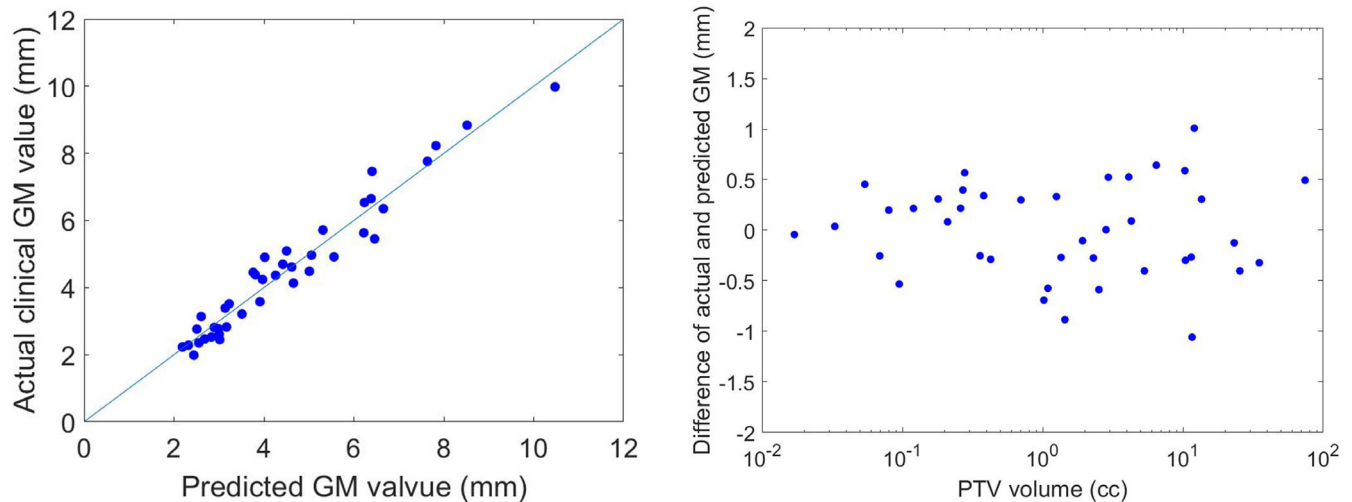 12
10
8
6
4
2
0
0 2 4 6 8 10 12
Actual clinical GM value (mm)
Predicted GM valvue (mm)
2
1.5
1
0.5
0
-0.5
-1
-1.5
-2
10-2 10-1 100 101 102
Difference of actual and predicted GM (mm)
PTV volume (cc)